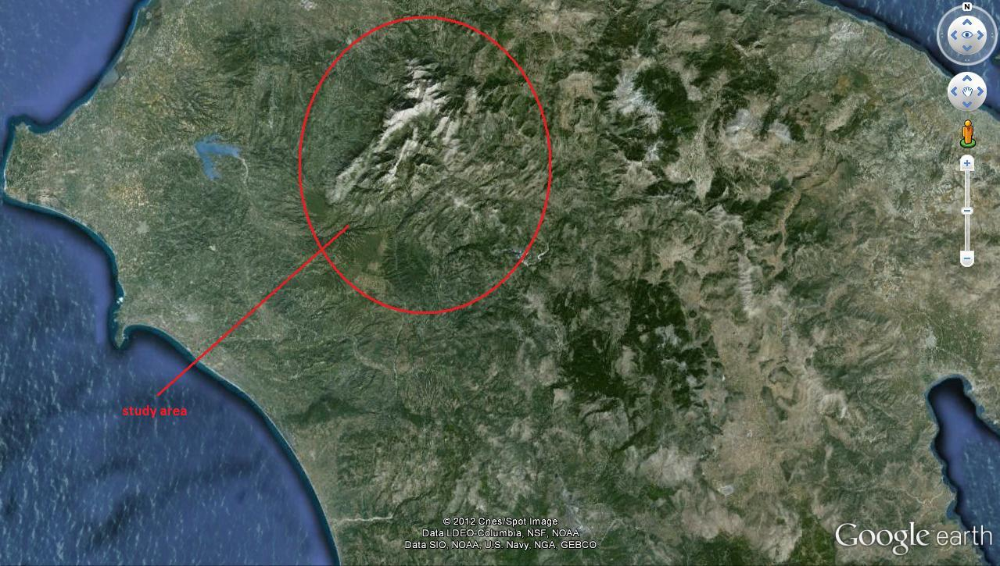 N
study area
© 2012 Cnes/Spot Image
Data LDEO-Columbia, NSF, NOAA
Data SIO, NOAA, U.S. Navy, NGA, GEBCO
Google earth